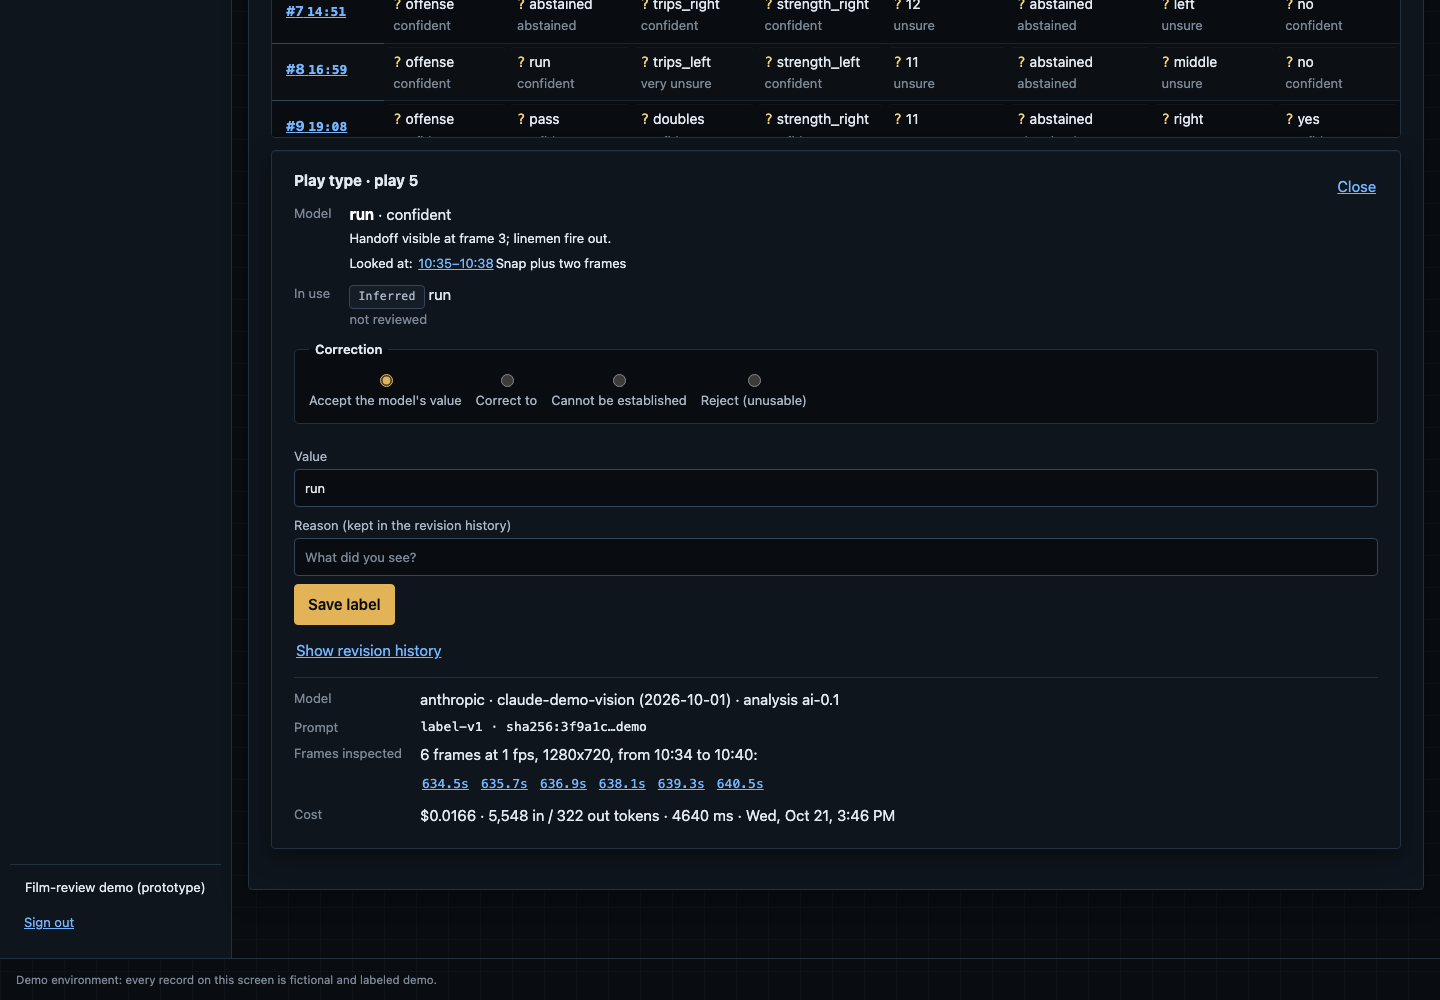 #7 14:51 ? offense ? abstained ? trips_right ? strength_right ? 12 ? abstained ? left ? no
confident abstained confident confident unsure abstained unsure confident
#8 16:59 ? offense ? run ? trips_left ? strength_left ? 11 ? abstained ? middle ? no
confident confident very unsure confident unsure abstained unsure confident
#9 19:08 ? offense ? pass ? doubles ? strength_right ? 11 ? abstained ? right ? yes
Play type · play 5
Close
Model run · confident
Handoff visible at frame 3; linemen fire out.
Looked at: 10:35–10:38 Snap plus two frames
In use Inferred run
not reviewed
Correction
Accept the model's value Correct to Cannot be established Reject (unusable)
Value
run
Reason (kept in the revision history)
What did you see?
Save label
Show revision history
Model anthropic · claude-demo-vision (2026-10-01) · analysis ai-0.1
Prompt label-v1 · sha256:3f9a1c…demo
Frames inspected 6 frames at 1 fps, 1280x720, from 10:34 to 10:40:
634.5s 635.7s 636.9s 638.1s 639.3s 640.5s
Cost $0.0166 · 5,548 in / 322 out tokens · 4640 ms · Wed, Oct 21, 3:46 PM
Film-review demo (prototype)
Sign out
Demo environment: every record on this screen is fictional and labeled demo.